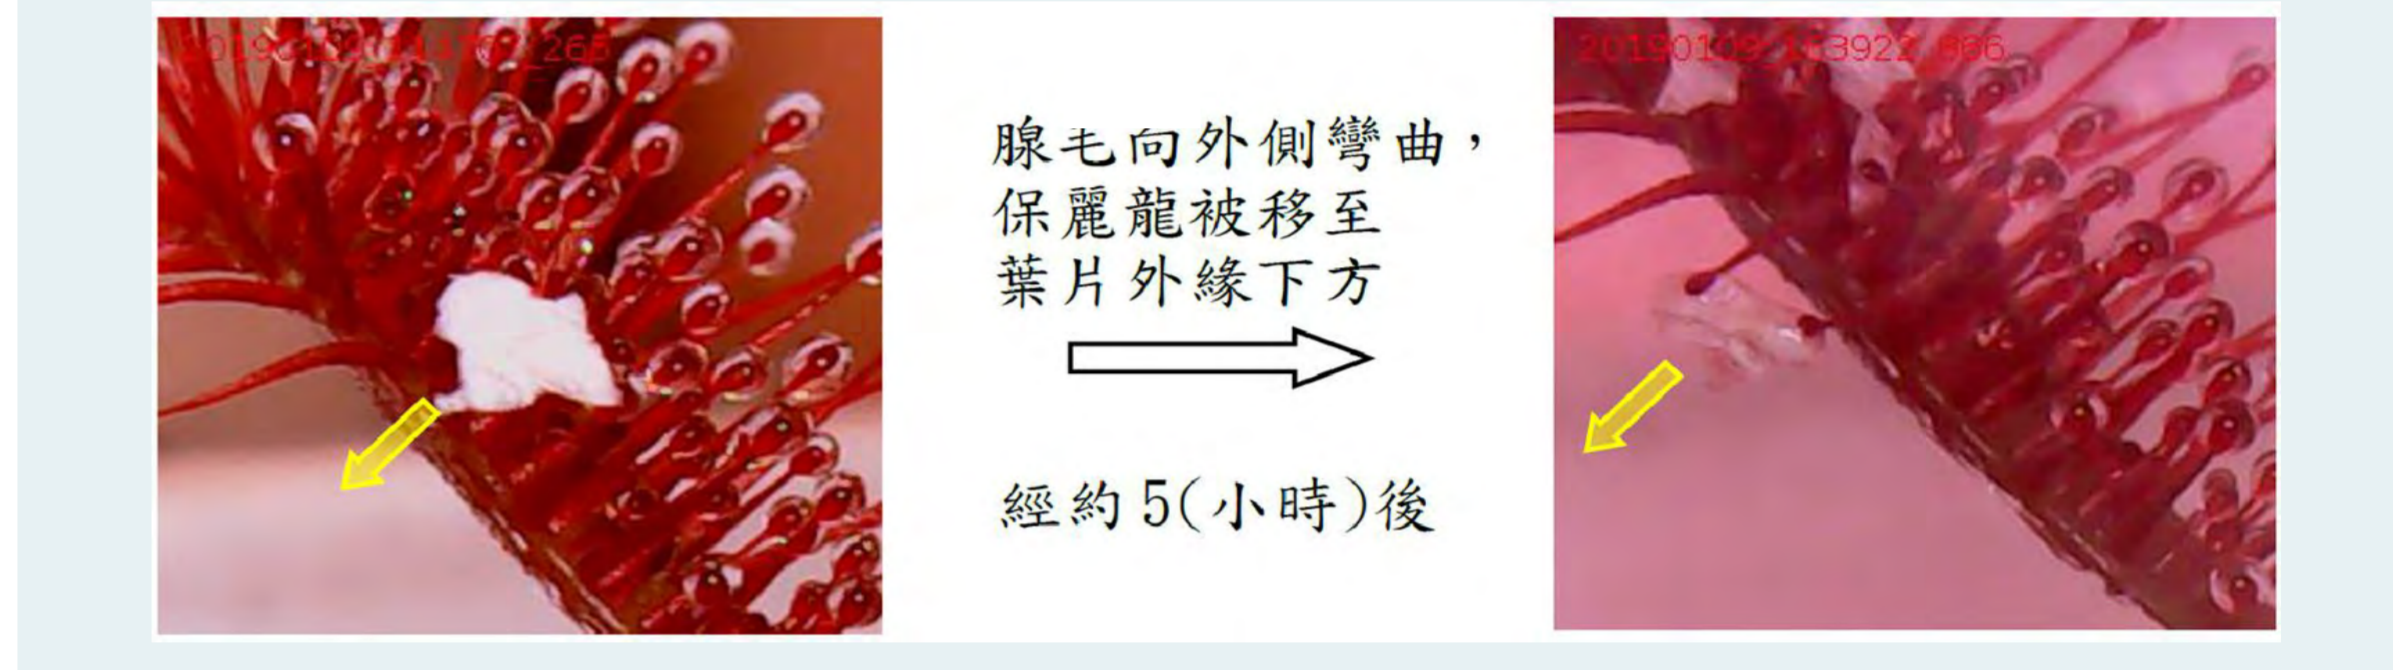 腺毛向外側彎曲，
保麗龍被移至
葉片外緣下方
經約5(小時)後